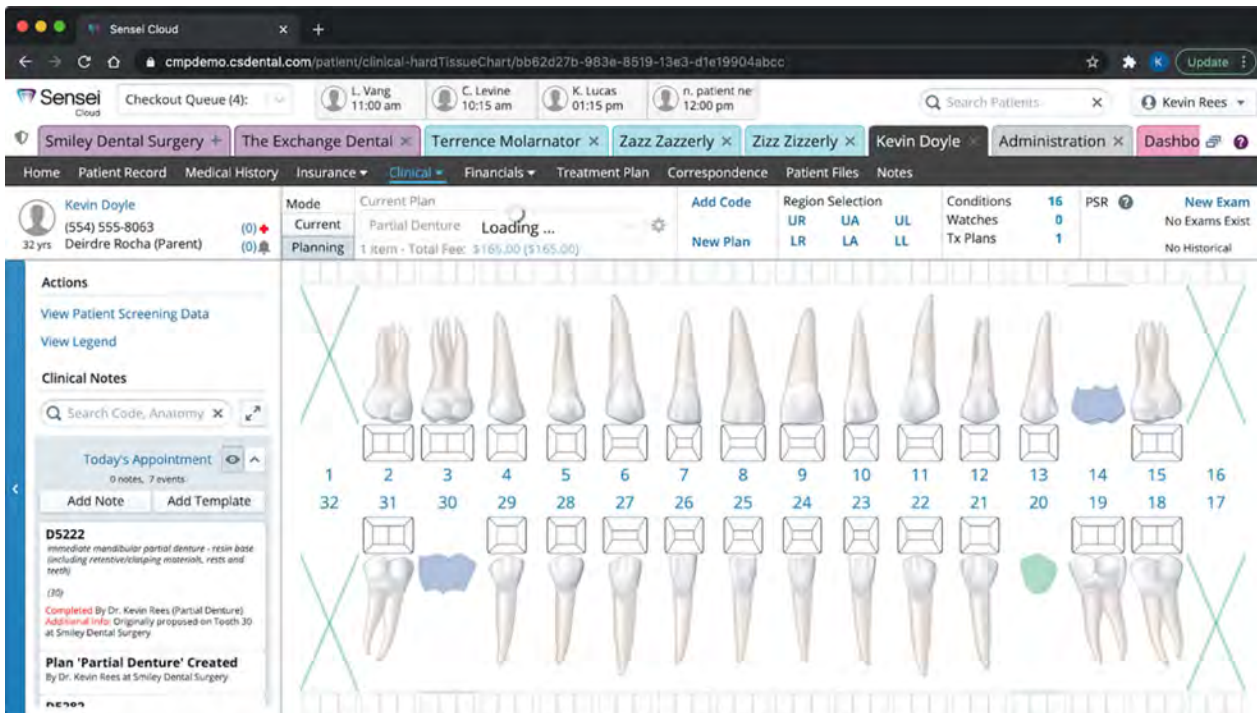 Sensei Cloud
cmpdemo.csdental.com/patient/clinical-hardTissueChart/bb62d27b-983e-8519-13e3-d1e19904abcc
K
Update
Sensei
Cloud
Checkout Queue (4):
L. Vang
11:00 am
C. Levine
10:15 am
K. Lucas
01:15 pm
n. patient ne
12:00 pm
Search Patients
Kevin Rees
Smiley Dental Surgery
The Exchange Dental
Terrence Molarnator
Zazz Zazzerly
Zizz Zizzerly
Kevin Doyle
Administration
Dashbo
Home Patient Record Medical History Insurance Clinical Financials Treatment Plan Correspondence Patient Files Notes
Kevin Doyle
(554) 555-8063
(0)
32 yrs
Deirdre Rocha (Parent)
(0)
Mode
Current
Planning
Current Plan
Partial Denture
Loading ...
1 item - Total Fee: $165.00 ($165.00)
Add Code
New Plan
Region Selection
UR UA UL
LR LA LL
Conditions 16
Watches 0
Tx Plans 1
PSR
New Exam
No Exams Exist
No Historical
Actions
View Patient Screening Data
View Legend
Clinical Notes
Search Code, Anatomy
Today's Appointment
0 notes, 7 events
Add Note
Add Template
D5222
immediate mandibular partial denture - resin base
(including retentive/clasping materials, rests and
teeth)
(30)
Completed By Dr. Kevin Rees (Partial Denture)
Additional Info: Originally proposed on Tooth 30
at Smiley Dental Surgery
Plan 'Partial Denture' Created
By Dr. Kevin Rees at Smiley Dental Surgery
D5282
1 2 3 4 5 6 7 8 9 10 11 12 13 14 15 16
32 31 30 29 28 27 26 25 24 23 22 21 20 19 18 17